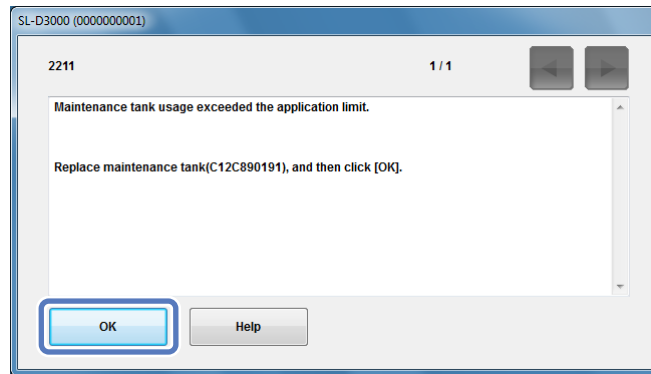 SL-D3000 (0000000001)
2211 1 / 1
Maintenance tank usage exceeded the application limit.
Replace maintenance tank(C12C890191), and then click [OK].
OK Help